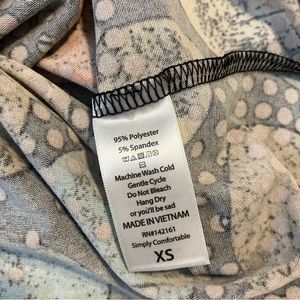 95% Polyester
5% Spandex
Machine Wash Cold
Gentle Cycle
Do Not Bleach
Hang Dry
or you'll be sad
MADE IN VIETNAM
RN#142161
Simply Comfortable
XS